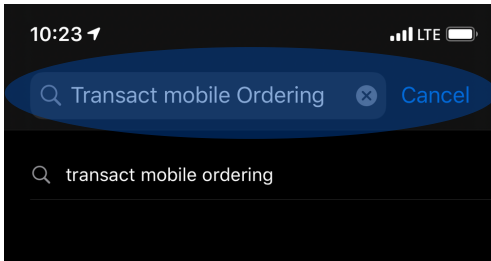 10:23 LTE
Transact mobile Ordering Cancel
transact mobile ordering